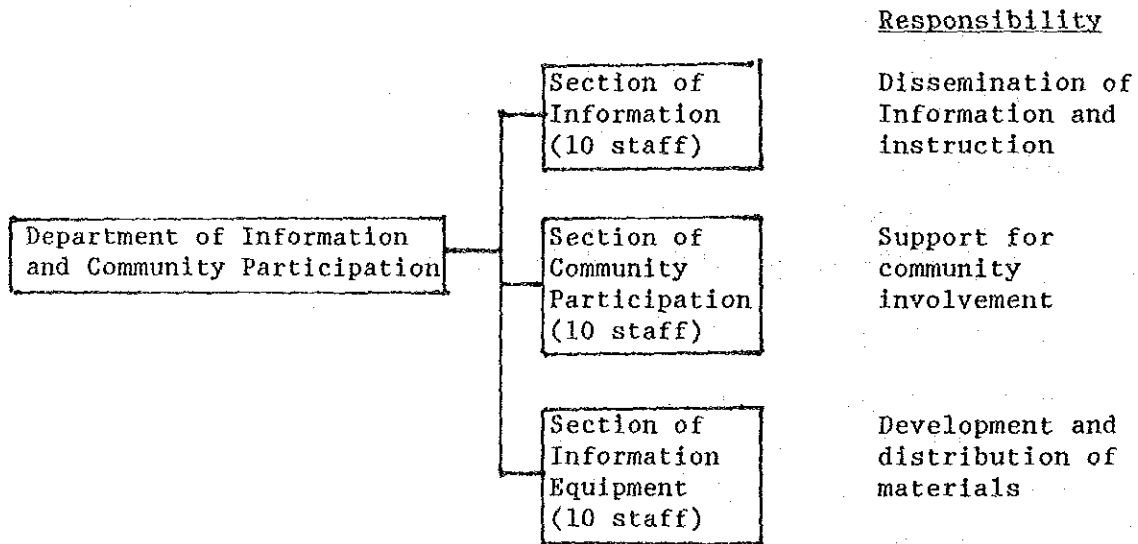 Responsibility
Section of
Information
(10 staff)
Dissemination of
Information and
instruction
Department of Information
and Community Participation
Section of
Community
Participation
(10 staff)
Support for
community
involvement
Section of
Information
Equipment
(10 staff)
Development and
distribution of
materials